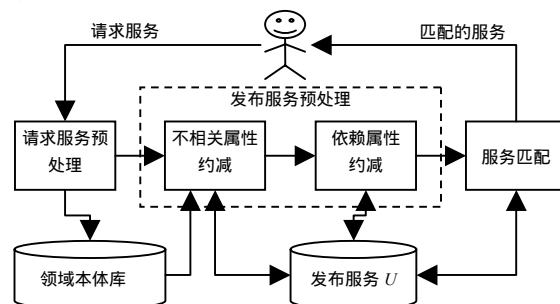 请求服务
匹配的服务
发布服务预处理
请求服务预
处理
不相关属性
约减
依赖属性
约减
服务匹配
领域本体库
发布服务 U